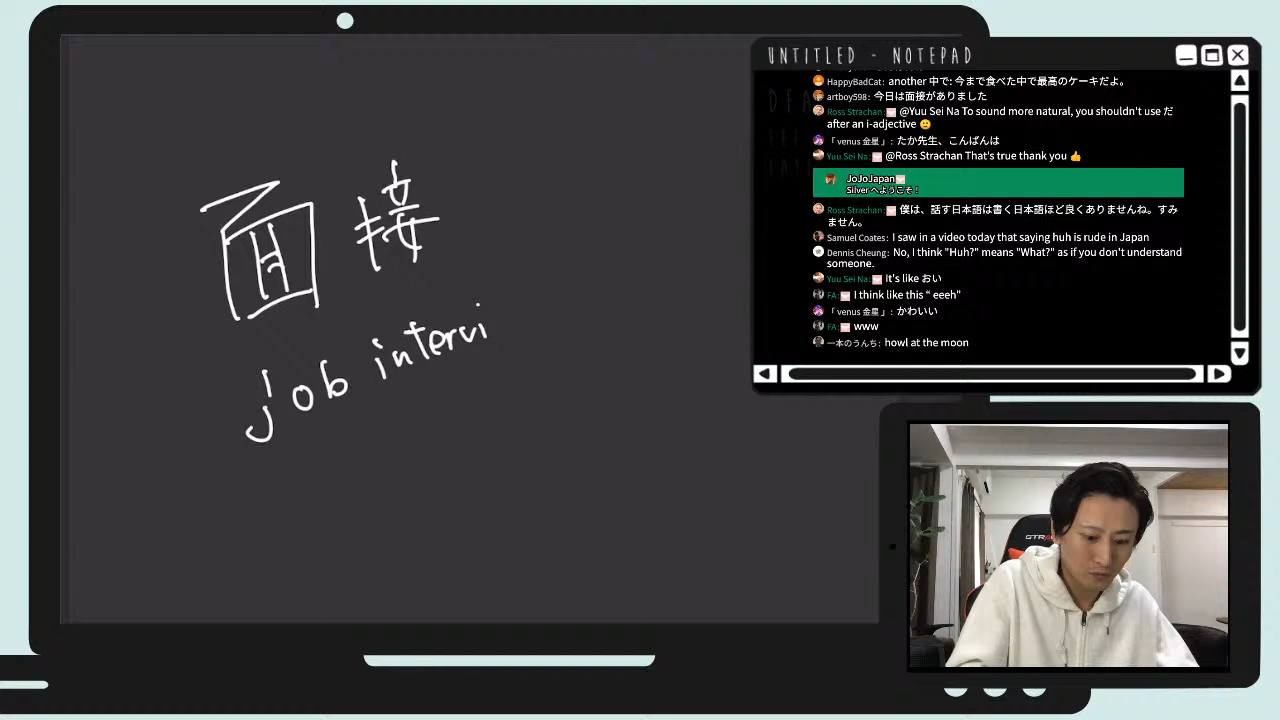 面接
job intervi
UNTITLED - NOTEPAD
HappyBadCat: another 中で: 今まで食べた中で最高のケーキだよ。
artboy598: 今日は面接がありました
Ross Strachan: @Yuu Sei Na To sound more natural, you shouldn't use だ
after an i-adjective 🙂
「venus 金星」: たか先生、こんばんは
Yuu Sei Na: @Ross Strachan That's true thank you 👍
JoJoJapan
Silver へようこそ！
Ross Strachan: 僕は、話す日本語は書く日本語ほど良くありませんね。すみ
ません。
Samuel Coates: I saw in a video today that saying huh is rude in Japan
Dennis Cheung: No, I think "Huh?" means "What?" as if you don't understand
someone.
Yuu Sei Na: It's like おい
FA: I think like this “ eeeh”
「venus 金星」: かわいい
FA: www
一本のうんち: howl at the moon
GTRA